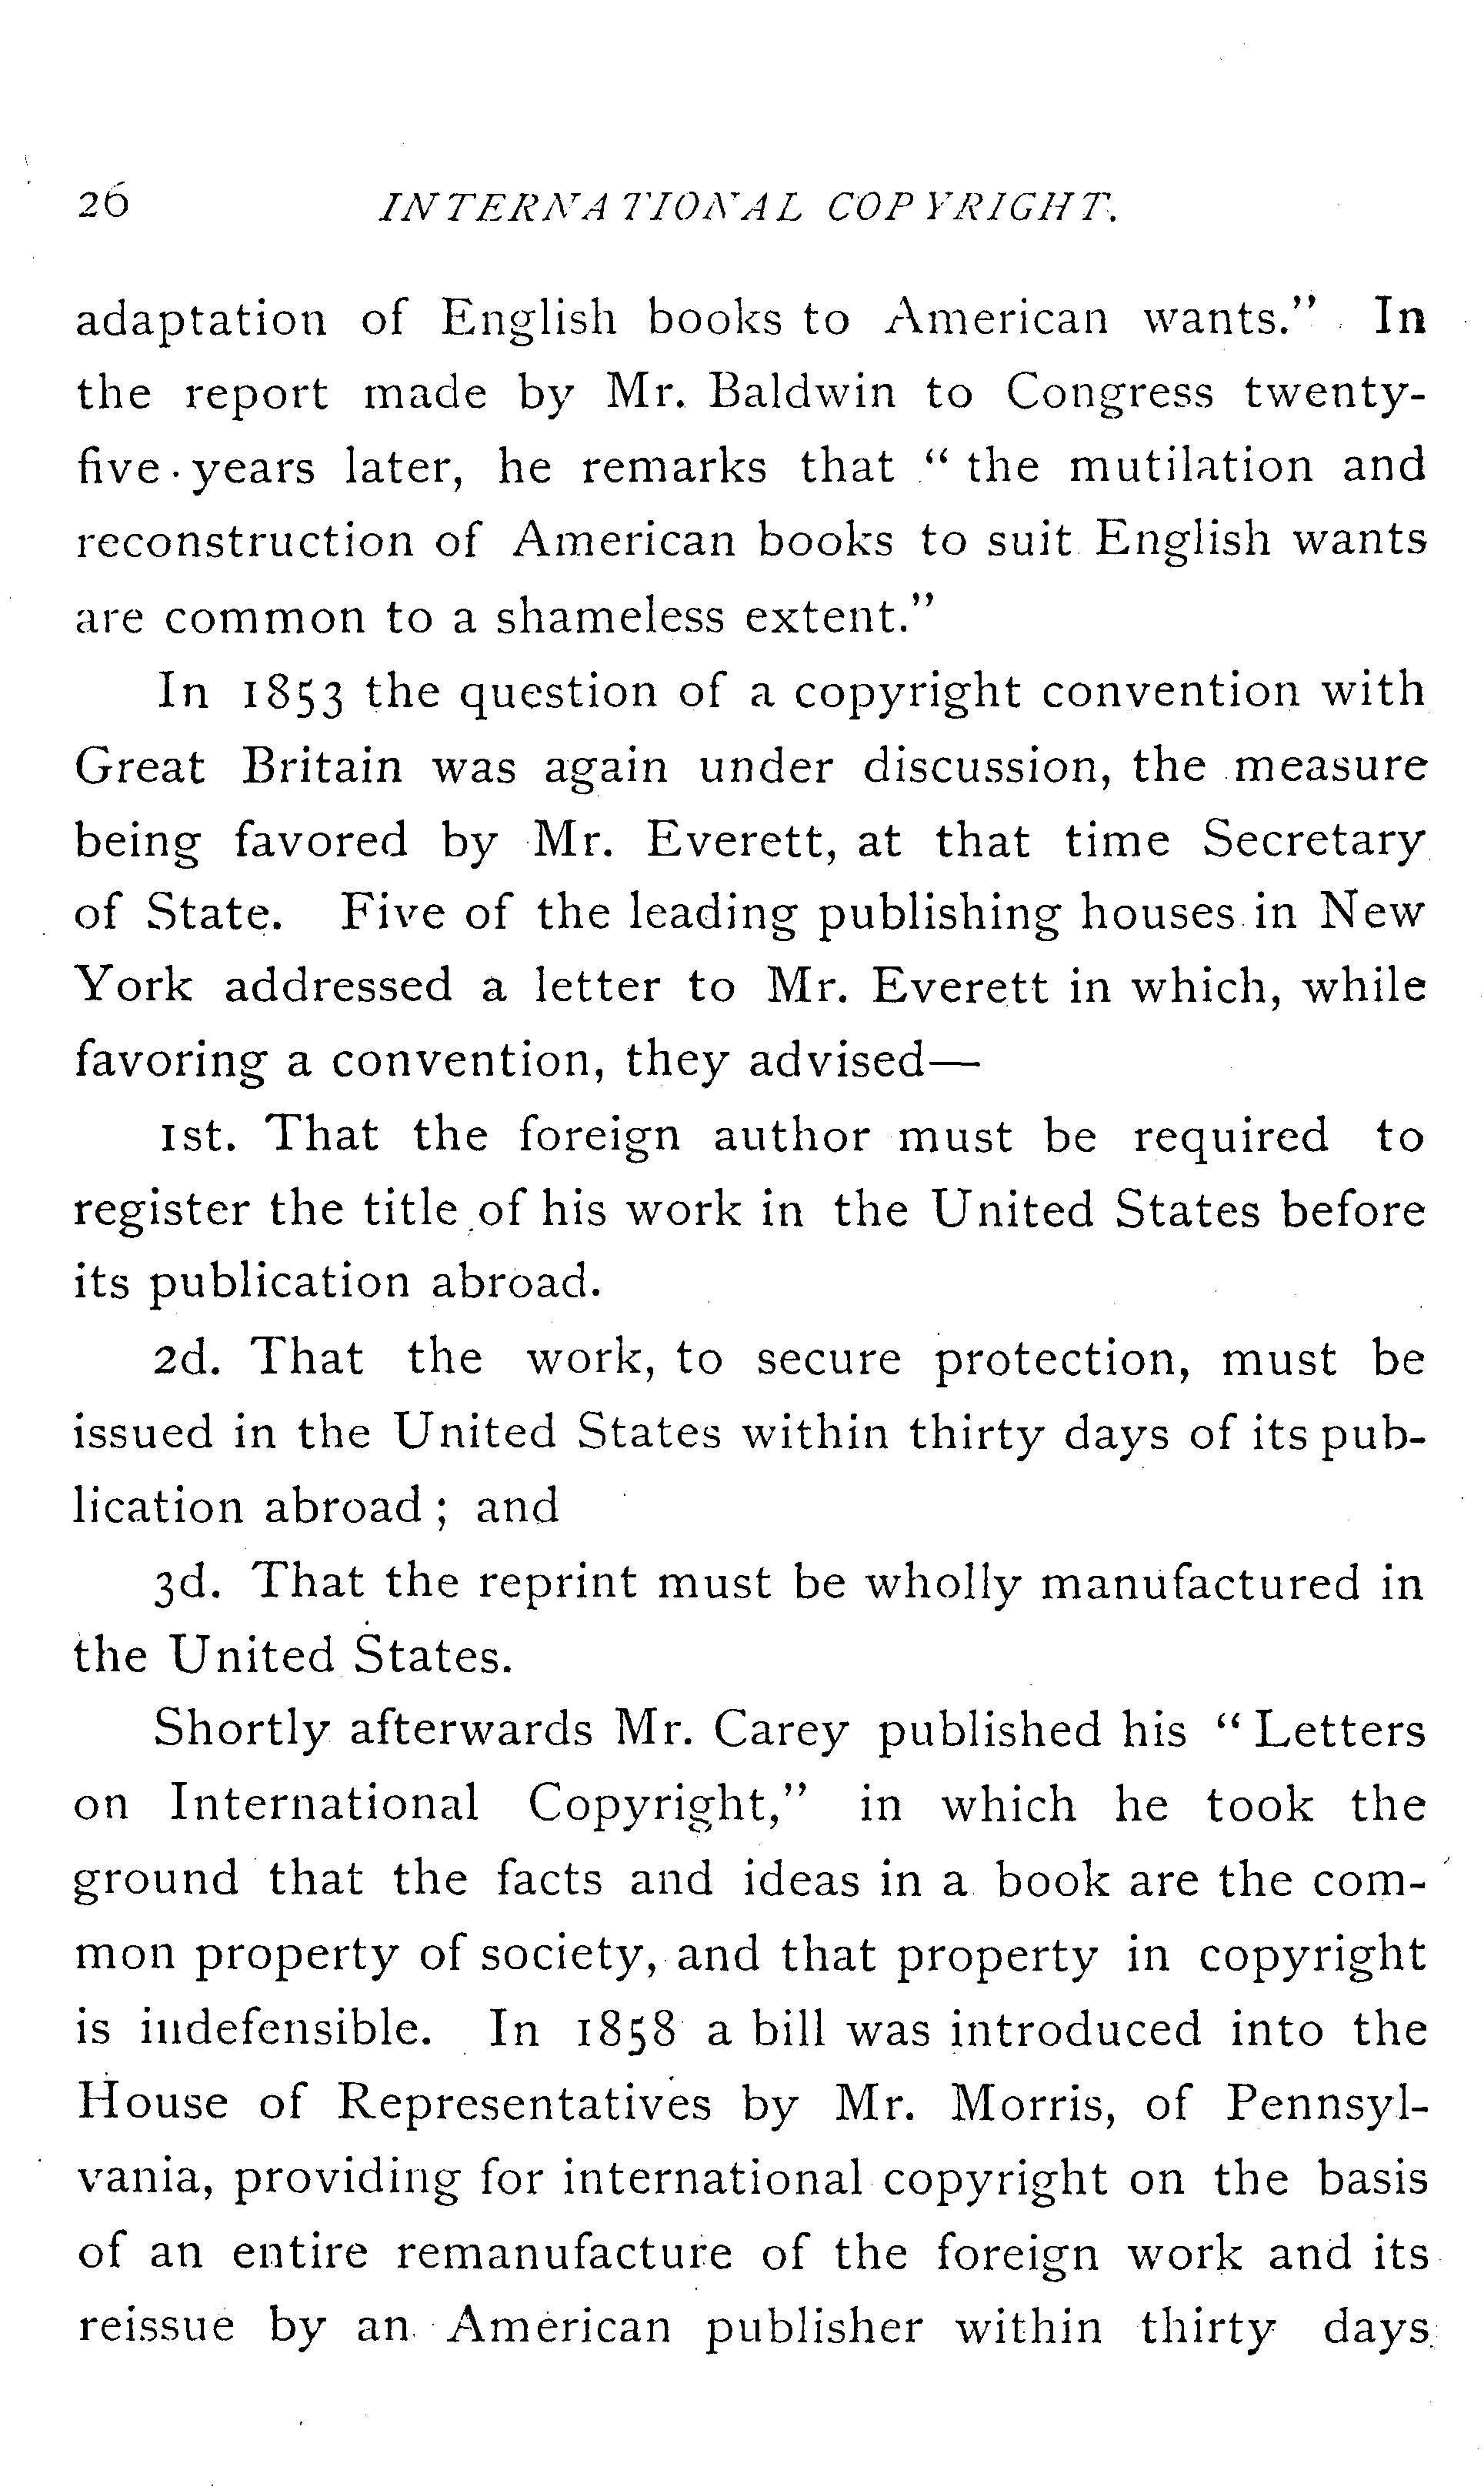 26 INTERNATIONAL COPYRIGHT.
adaptation of English books to American wants." In
the report made by Mr. Baldwin to Congress twenty-
five years later, he remarks that " the mutilation and
reconstruction of American books to suit English wants
are common to a shameless extent."
In 1853 the question of a copyright convention with
Great Britain was again under discussion, the measure
being favored by Mr. Everett, at that time Secretary
of State. Five of the leading publishing houses in New
York addressed a letter to Mr. Everett in which, while
favoring a convention, they advised—
1st. That the foreign author must be required to
register the title of his work in the United States before
its publication abroad.
2d. That the work, to secure protection, must be
issued in the United States within thirty days of its pub-
lication abroad ; and
3d. That the reprint must be wholly manufactured in
the United States.
Shortly afterwards Mr. Carey published his " Letters
on International Copyright," in which he took the
ground that the facts and ideas in a book are the com-
mon property of society, and that property in copyright
is indefensible. In 1858 a bill was introduced into the
House of Representatives by Mr. Morris, of Pennsyl-
vania, providing for international copyright on the basis
of an entire remanufacture of the foreign work and its
reissue by an American publisher within thirty days